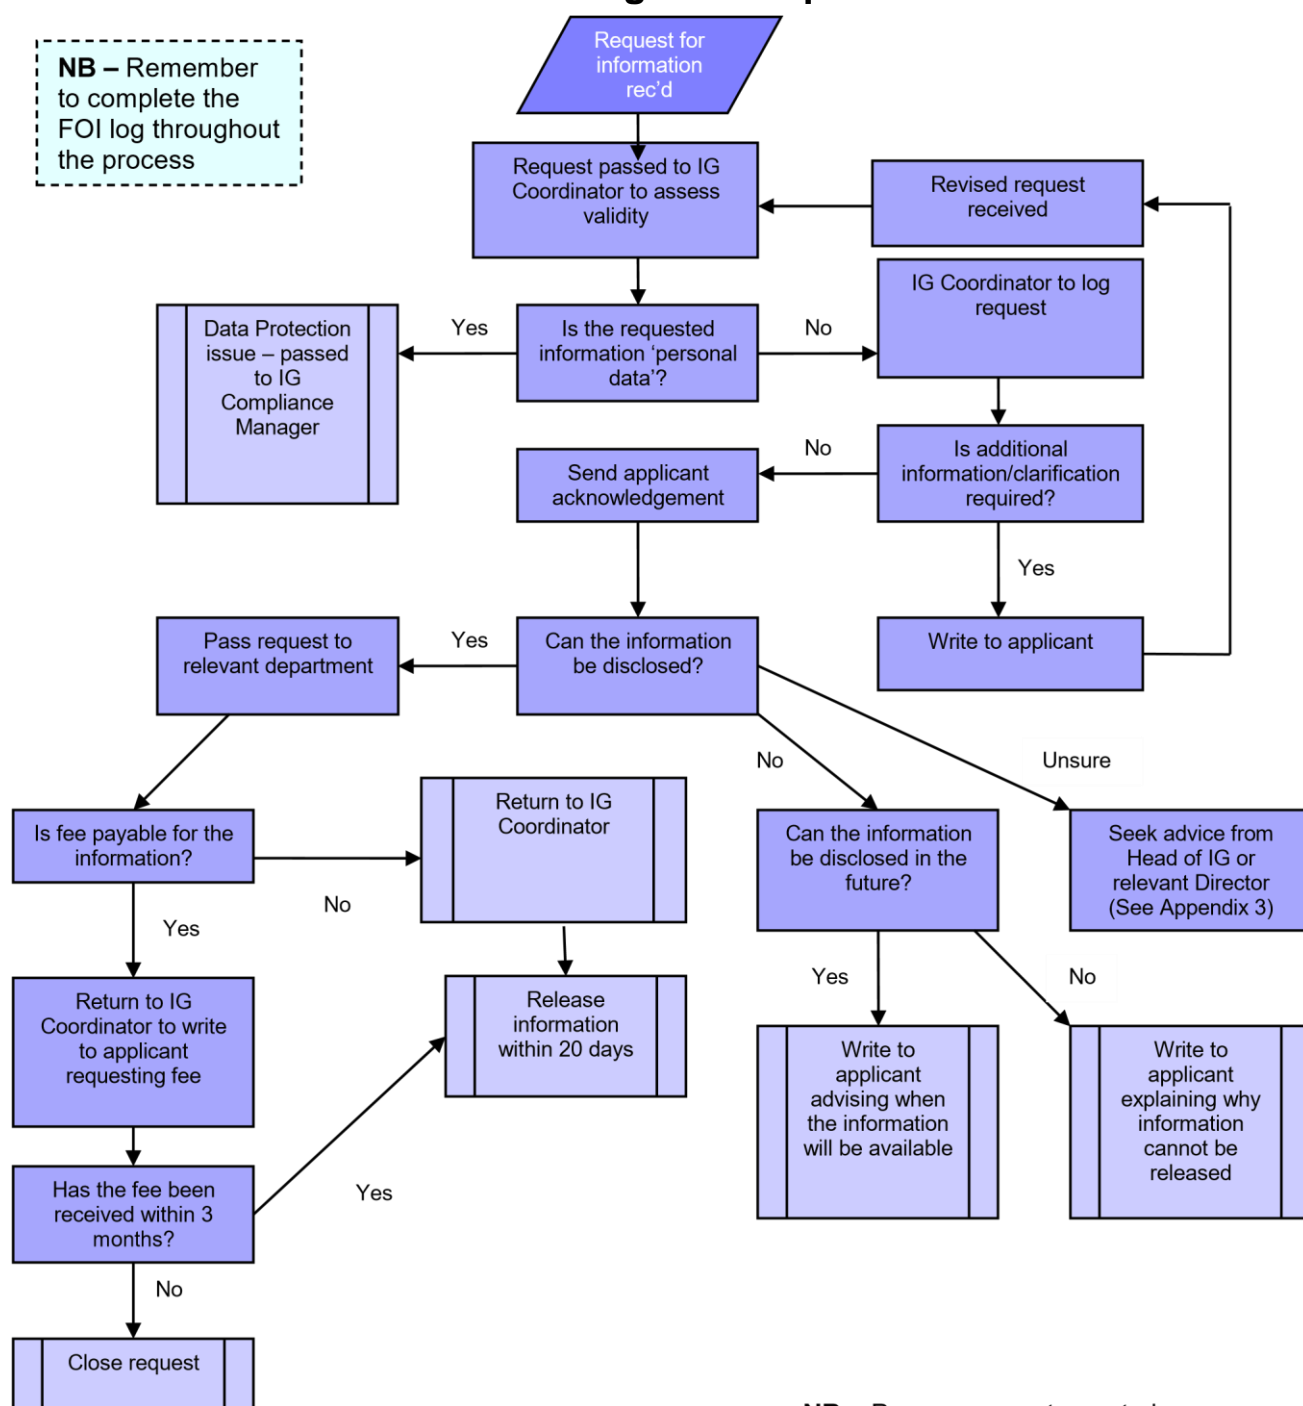 NB – Remember
to complete the
FOI log throughout
the process
Request for
information
rec'd
Request passed to IG
Coordinator to assess
validity
Revised request
received
IG Coordinator to log
request
Data Protection
issue – passed
to IG
Compliance
Manager
Yes
Is the requested
information ‘personal
data’?
No
Send applicant
acknowledgement
No
Is additional
information/clarification
required?
Yes
Write to applicant
Pass request to
relevant department
Yes
Can the information
be disclosed?
No
Unsure
Is fee payable for the
information?
No
Return to IG
Coordinator
Can the information
be disclosed in the
future?
Seek advice from
Head of IG or
relevant Director
(See Appendix 3)
Yes
Return to IG
Coordinator to write
to applicant
requesting fee
Release
information
within 20 days
Yes
No
Write to
applicant
advising when
the information
will be available
Write to
applicant
explaining why
information
cannot be
released
Has the fee been
received within 3
months?
Yes
No
Close request